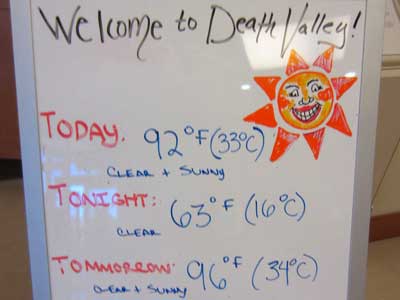 Welcome to Death Valley!
TODAY: 92°F (33°C)
CLEAR + SUNNY
TONIGHT: 63°F (16°C)
CLEAR
TOMMORROW: 96°F (34°C)
CLEAR + SUNNY